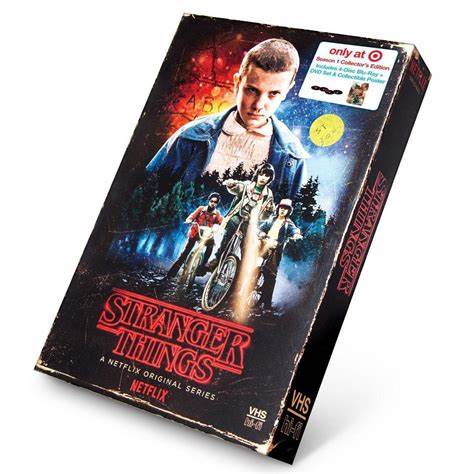 only at
Season 1 Collector's Edition
Includes 4-Disc Blu-Ray +
DVD Set & Collectible Poster
A B C
STRANGER
THINGS
A NETFLIX ORIGINAL SERIES
NETFLIX
VHS
hi-fi
STRANGER
THINGS
VHS
hi-fi